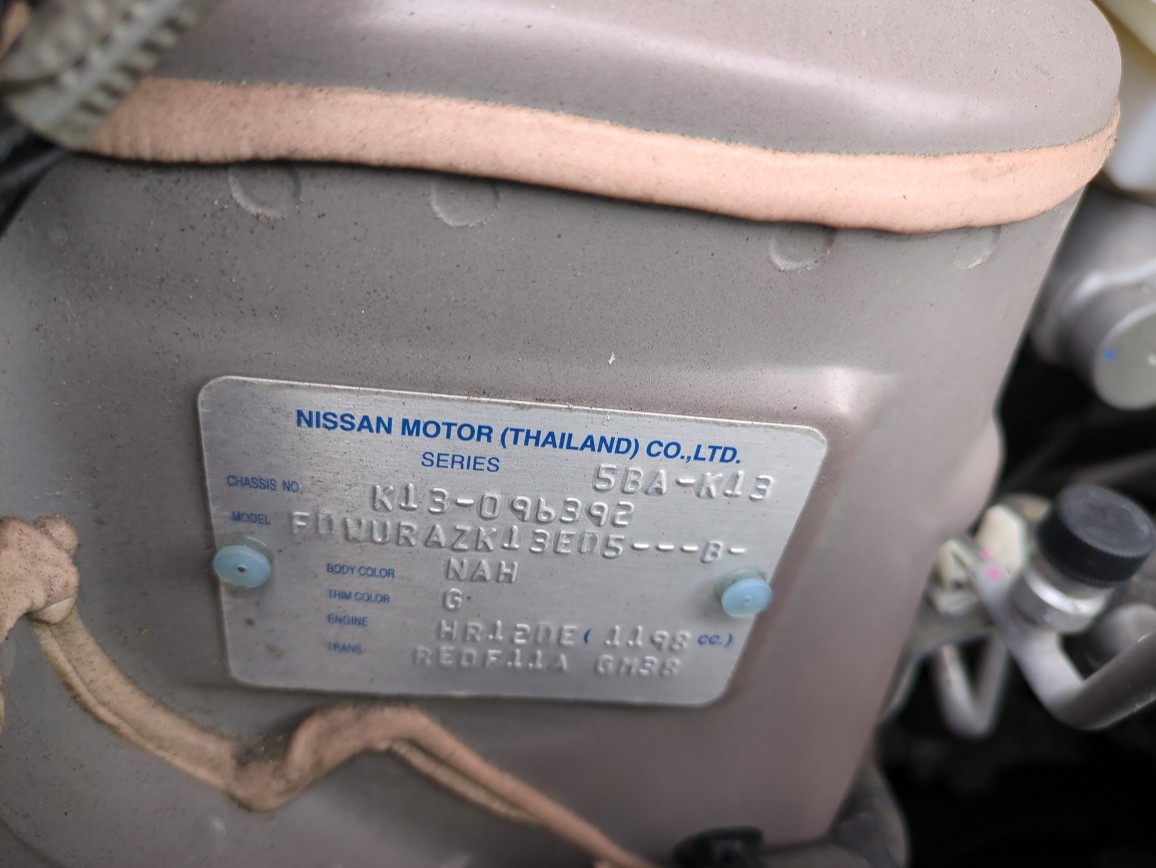 NISSAN MOTOR (THAILAND) CO.,LTD.
SERIES 5BA-K13
CHASSIS NO. K13-096392
MODEL FDWURAZK13ED5---B-
BODY COLOR NAH
TRIM COLOR G
ENGINE HR12DE ( 1198 cc.)
TRANS. RE0F11A GM38